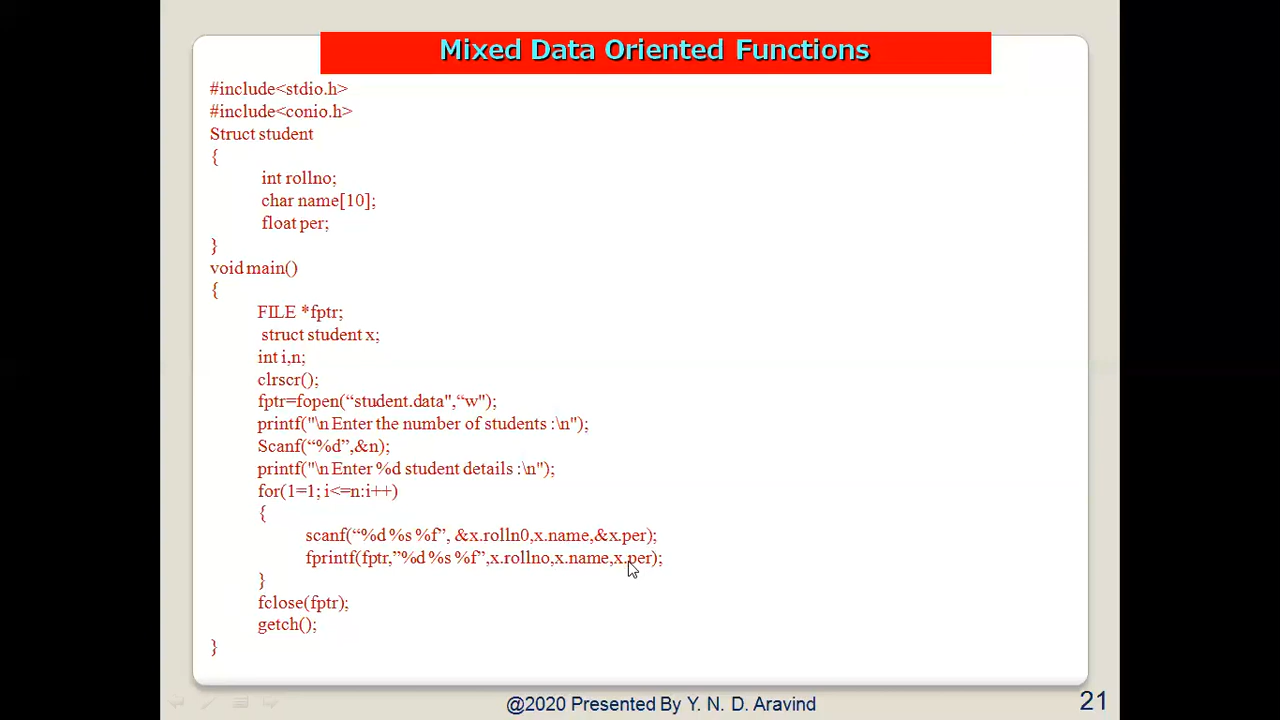 Mixed Data Oriented Functions
#include<stdio.h>
#include<conio.h>
Struct student
{
int rollno;
char name[10];
float per;
}
void main()
{
FILE *fptr;
struct student x;
int i,n;
clrscr();
fptr=fopen(“student.data",“w");
printf("\n Enter the number of students :\n");
Scanf(“%d”,&n);
printf("\n Enter %d student details :\n");
for(1=1; i<=n:i++)
{
scanf(“%d %s %f”, &x.rolln0,x.name,&x.per);
fprintf(fptr,”%d %s %f”,x.rollno,x.name,x.per);
}
fclose(fptr);
getch();
}
@2020 Presented By Y. N. D. Aravind
21